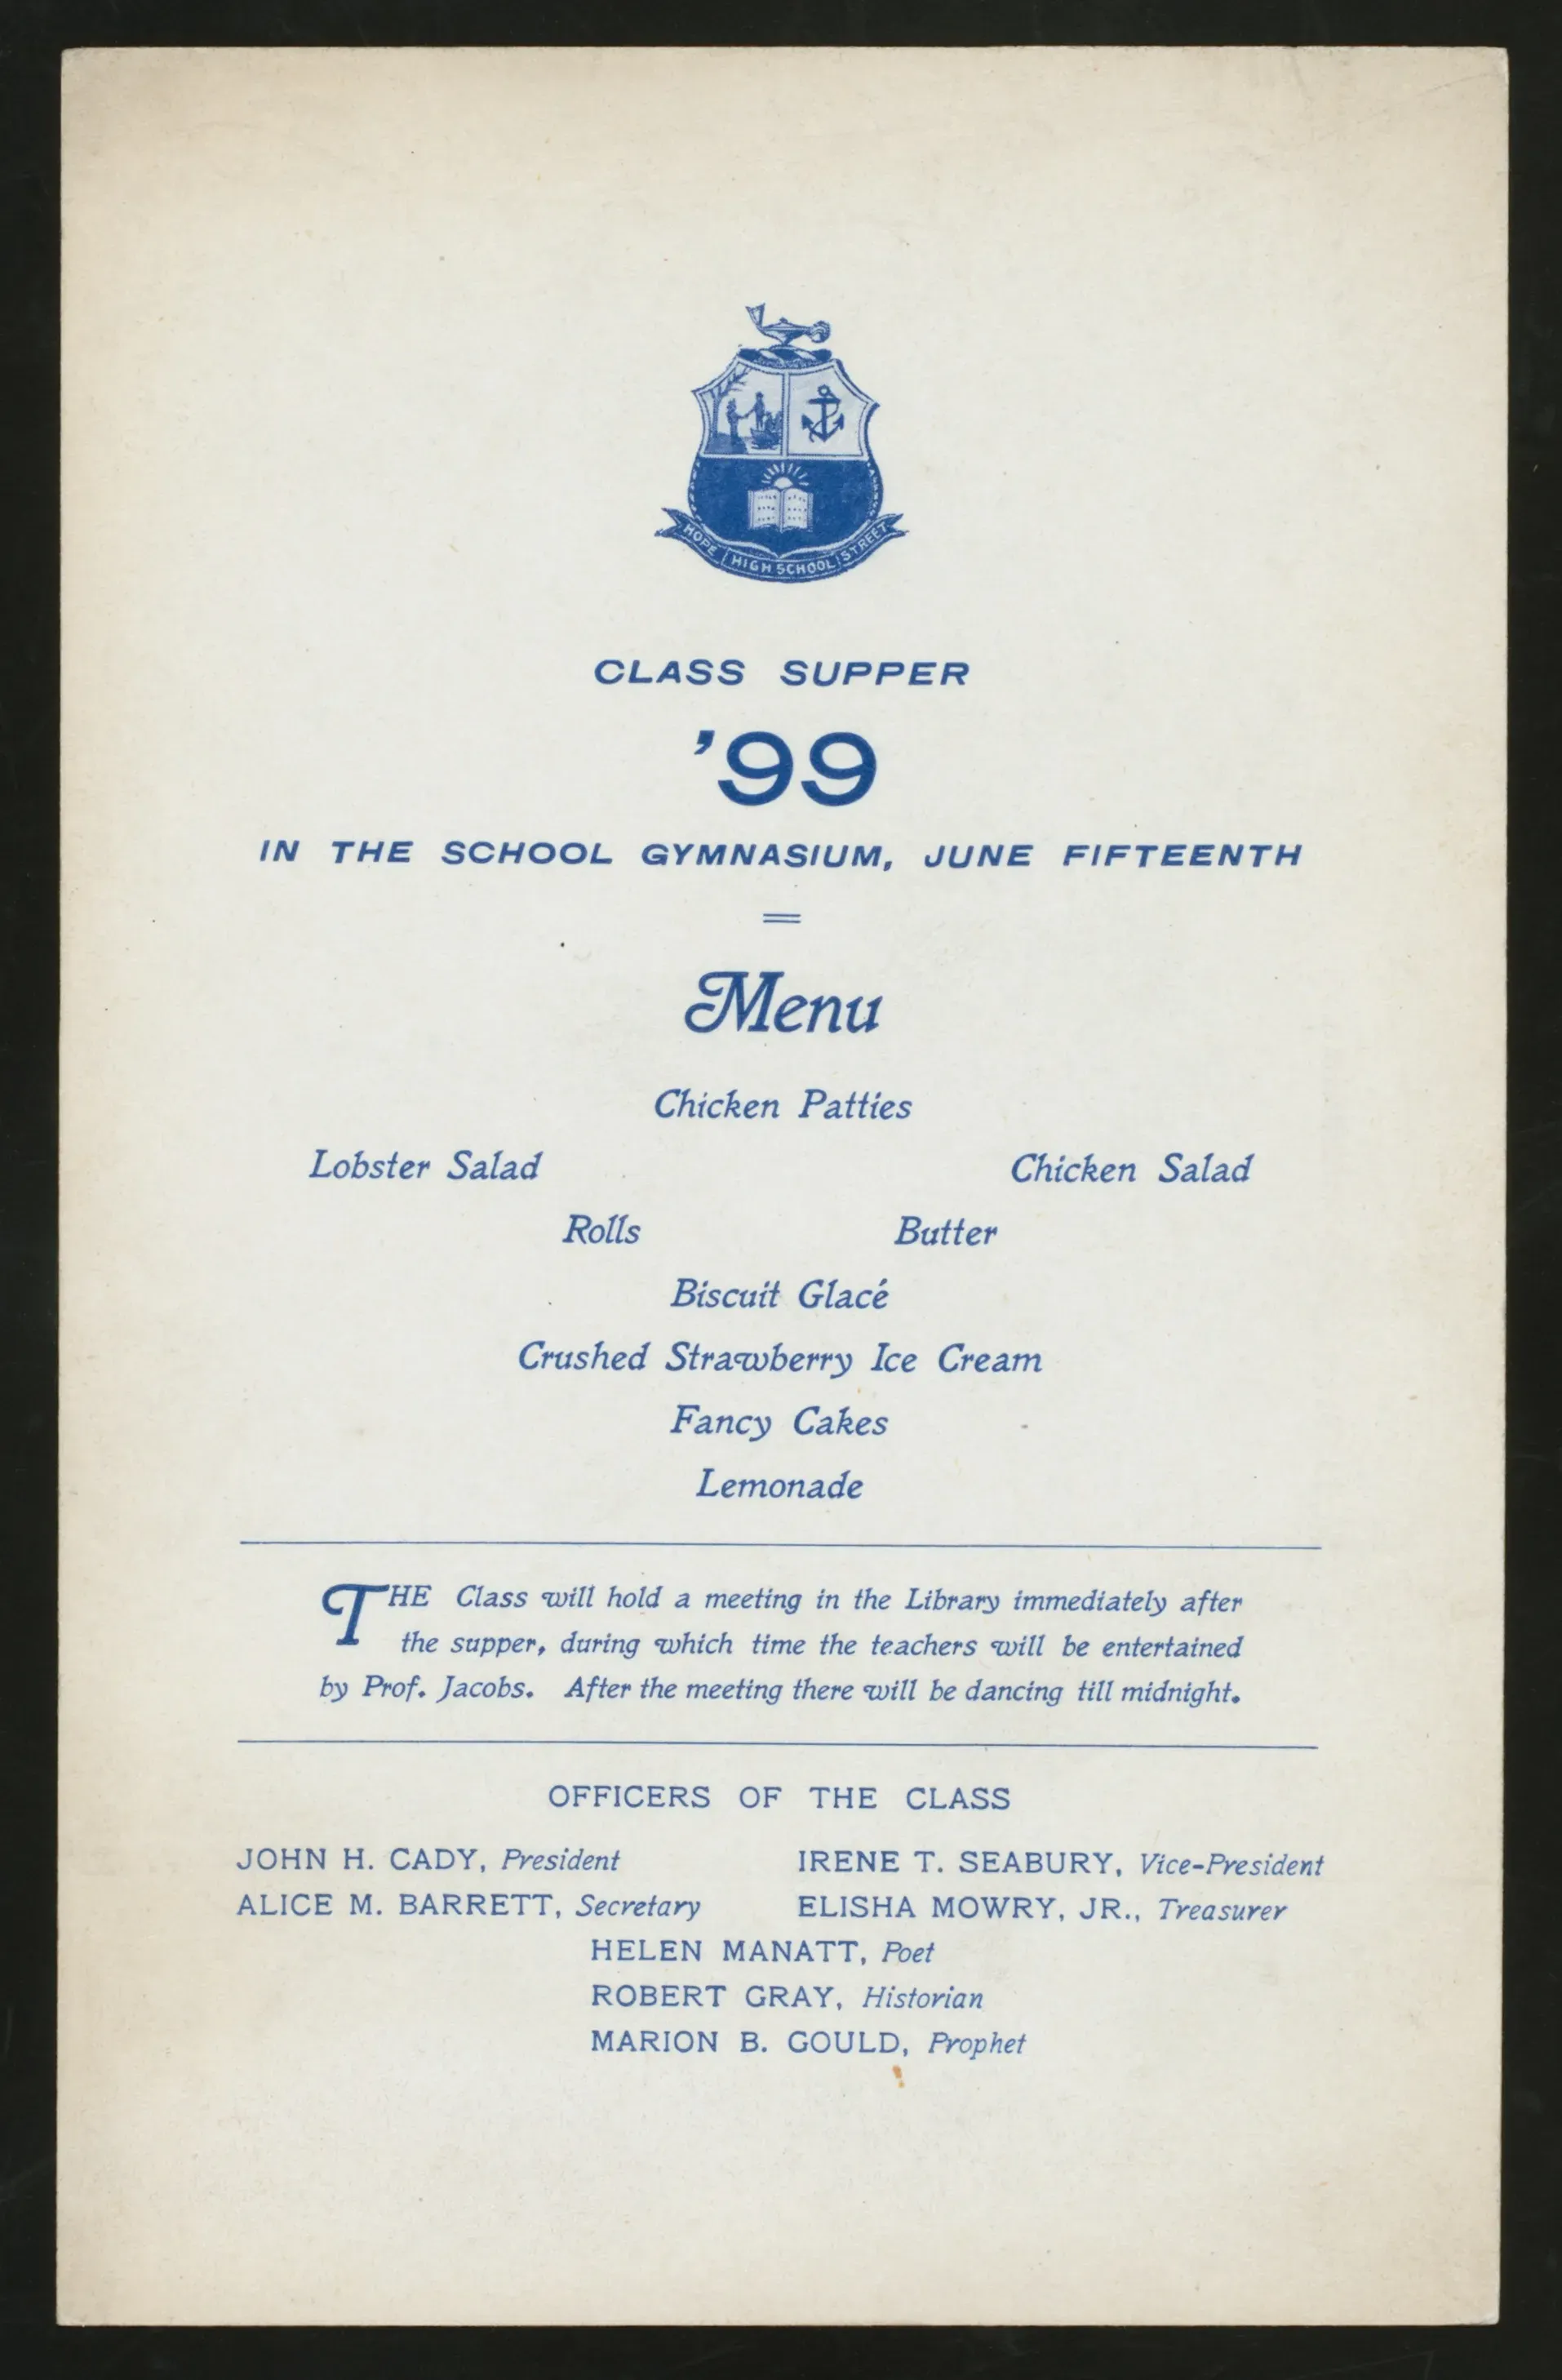 HOPE HIGH SCHOOL STREET
CLASS SUPPER
'99
IN THE SCHOOL GYMNASIUM, JUNE FIFTEENTH
Menu
Chicken Patties
Lobster Salad Chicken Salad
Rolls Butter
Biscuit Glacé
Crushed Strawberry Ice Cream
Fancy Cakes
Lemonade
THE Class will hold a meeting in the Library immediately after
the supper, during which time the teachers will be entertained
by Prof. Jacobs. After the meeting there will be dancing till midnight.
OFFICERS OF THE CLASS
JOHN H. CADY, President IRENE T. SEABURY, Vice-President
ALICE M. BARRETT, Secretary ELISHA MOWRY, JR., Treasurer
HELEN MANATT, Poet
ROBERT GRAY, Historian
MARION B. GOULD, Prophet